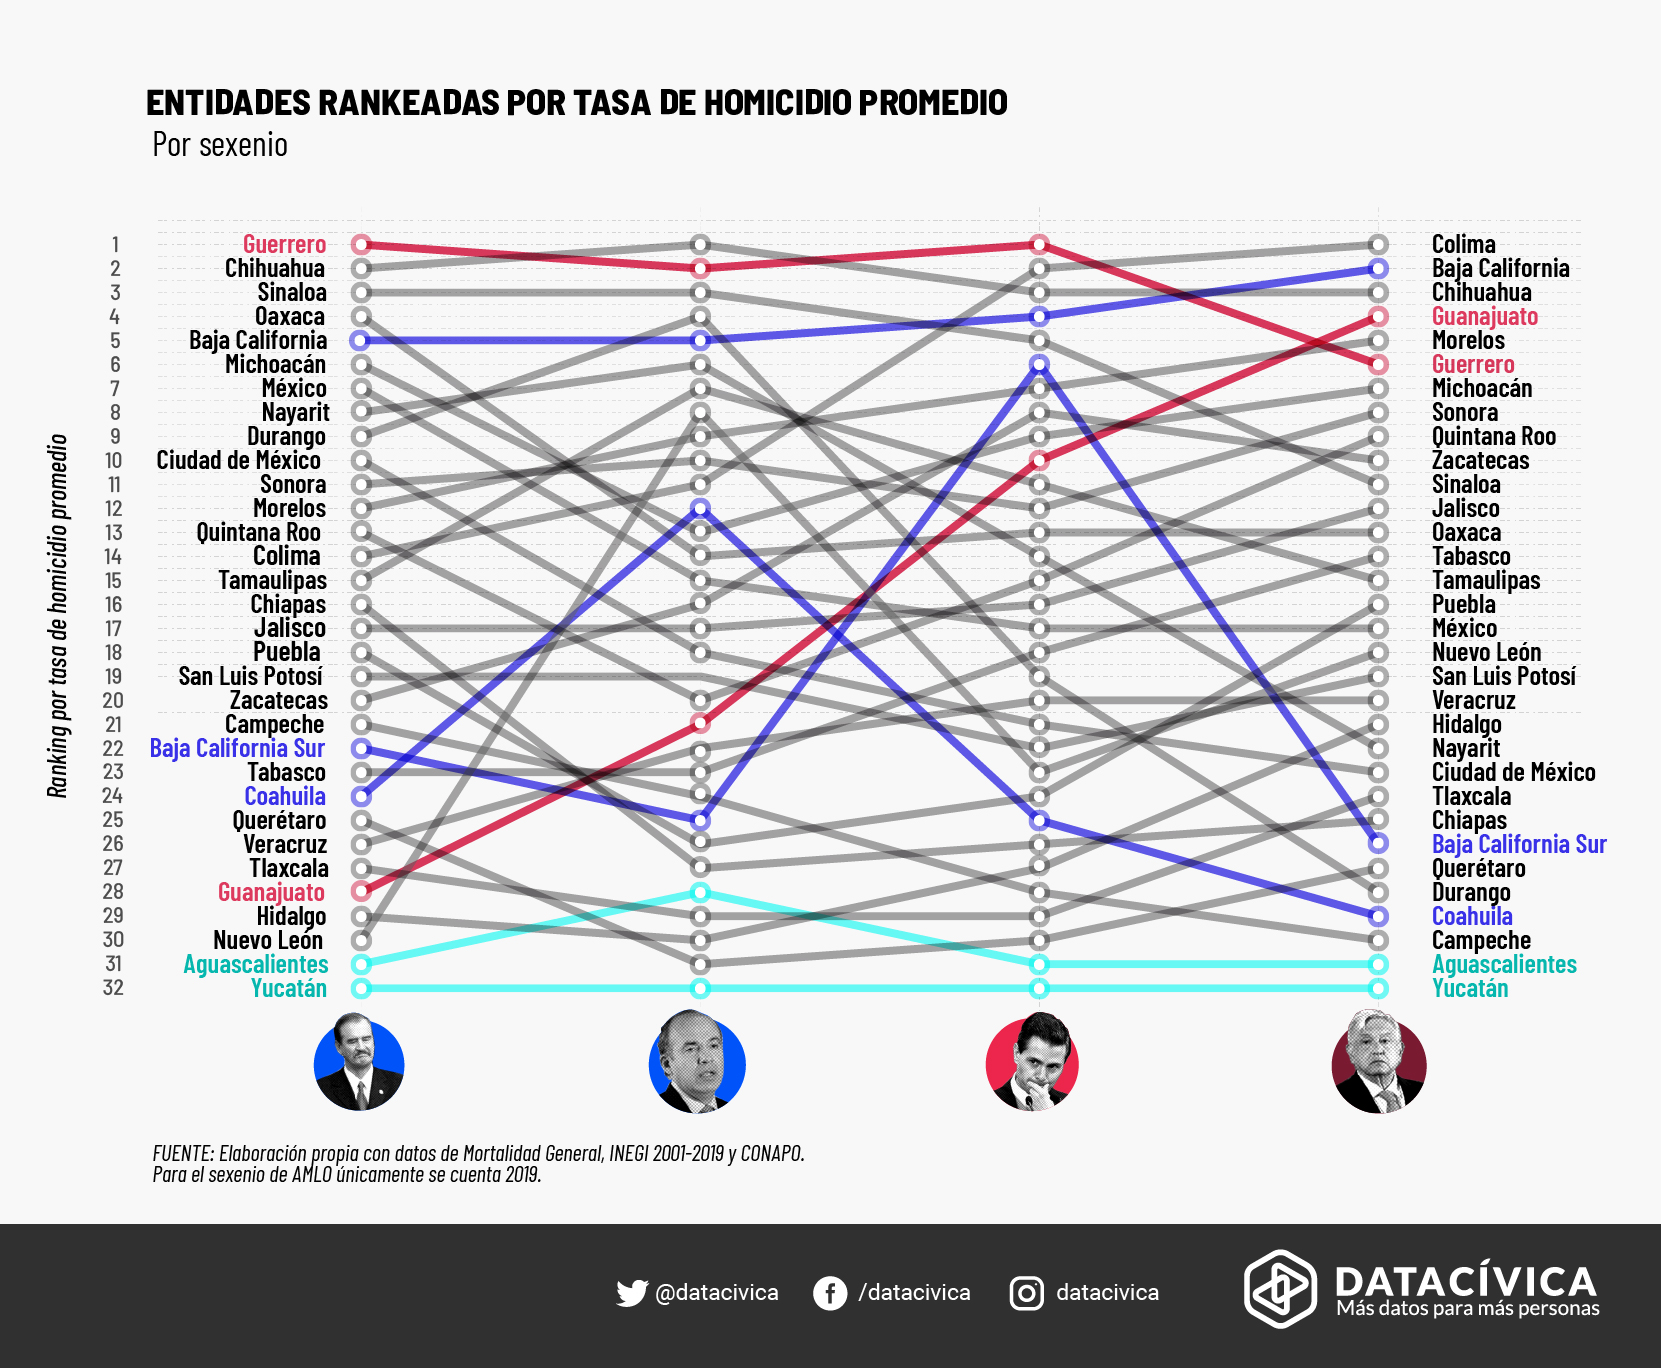 ENTIDADES RANKEADAS POR TASA DE HOMICIDIO PROMEDIO
Por sexenio
Ranking por tasa de homicidio promedio
1 Guerrero Colima
2 Chihuahua Baja California
3 Sinaloa Chihuahua
4 Oaxaca Guanajuato
5 Baja California Morelos
6 Michoacán Guerrero
7 México Michoacán
8 Nayarit Sonora
9 Durango Quintana Roo
10 Ciudad de México Zacatecas
11 Sonora Sinaloa
12 Morelos Jalisco
13 Quintana Roo Oaxaca
14 Colima Tabasco
15 Tamaulipas Tamaulipas
16 Chiapas Puebla
17 Jalisco México
18 Puebla Nuevo León
19 San Luis Potosí San Luis Potosí
20 Zacatecas Veracruz
21 Campeche Hidalgo
22 Baja California Sur Nayarit
23 Tabasco Ciudad de México
24 Coahuila Tlaxcala
25 Querétaro Chiapas
26 Veracruz Baja California Sur
27 Tlaxcala Querétaro
28 Guanajuato Durango
29 Hidalgo Coahuila
30 Nuevo León Campeche
31 Aguascalientes Aguascalientes
32 Yucatán Yucatán
FUENTE: Elaboración propia con datos de Mortalidad General, INEGI 2001-2019 y CONAPO.
Para el sexenio de AMLO únicamente se cuenta 2019.
@datacivica /datacivica datacivica
DATACÍVICA
Más datos para más personas